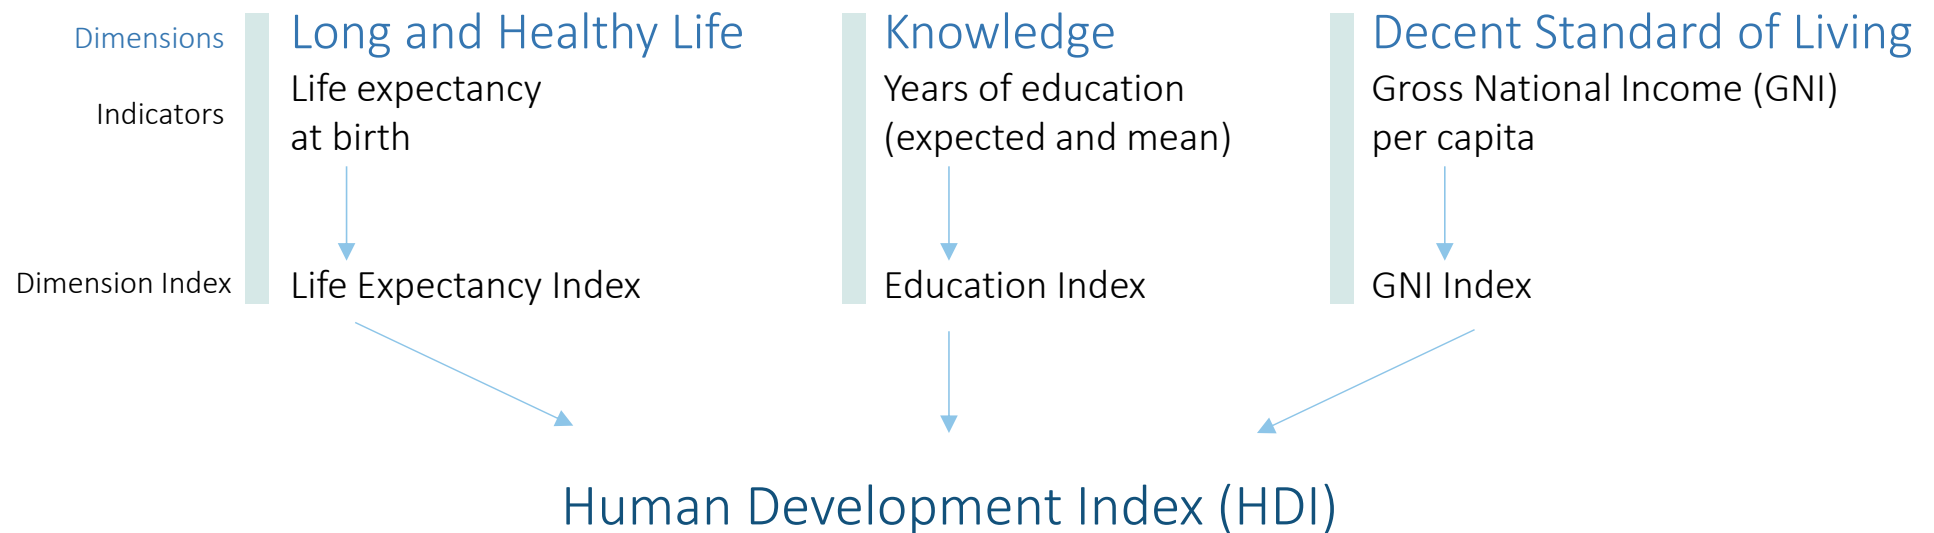 Dimensions
Long and Healthy Life
Knowledge
Decent Standard of Living
Indicators
Life expectancy
at birth
Years of education
(expected and mean)
Gross National Income (GNI)
per capita
Dimension Index
Life Expectancy Index
Education Index
GNI Index
Human Development Index (HDI)